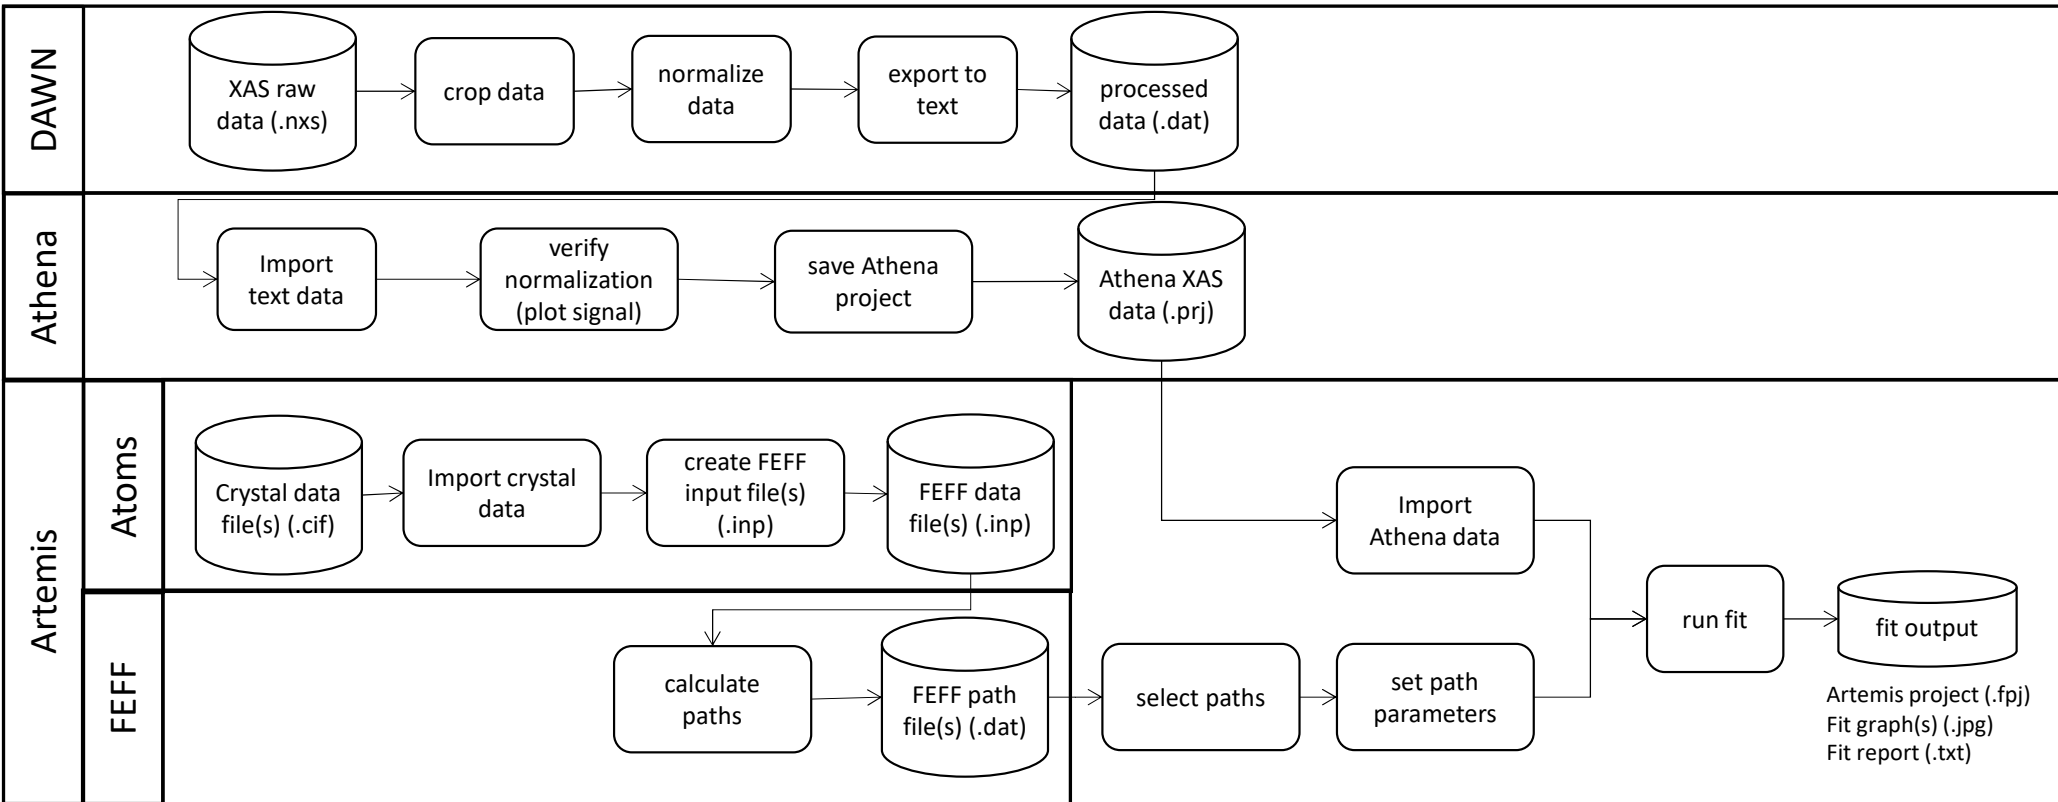 DAWN
XAS raw
data (.nxs)
crop data
normalize
data
export to
text
processed
data (.dat)
Athena
Import
text data
verify
normalization
(plot signal)
save Athena
project
Athena XAS
data (.prj)
Artemis
Atoms
Crystal data
file(s) (.cif)
Import crystal
data
create FEFF
input file(s)
(.inp)
FEFF data
file(s) (.inp)
Import
Athena data
run fit
fit output
FEFF
calculate
paths
FEFF path
file(s) (.dat)
select paths
set path
parameters
Artemis project (.fpj)
Fit graph(s) (.jpg)
Fit report (.txt)